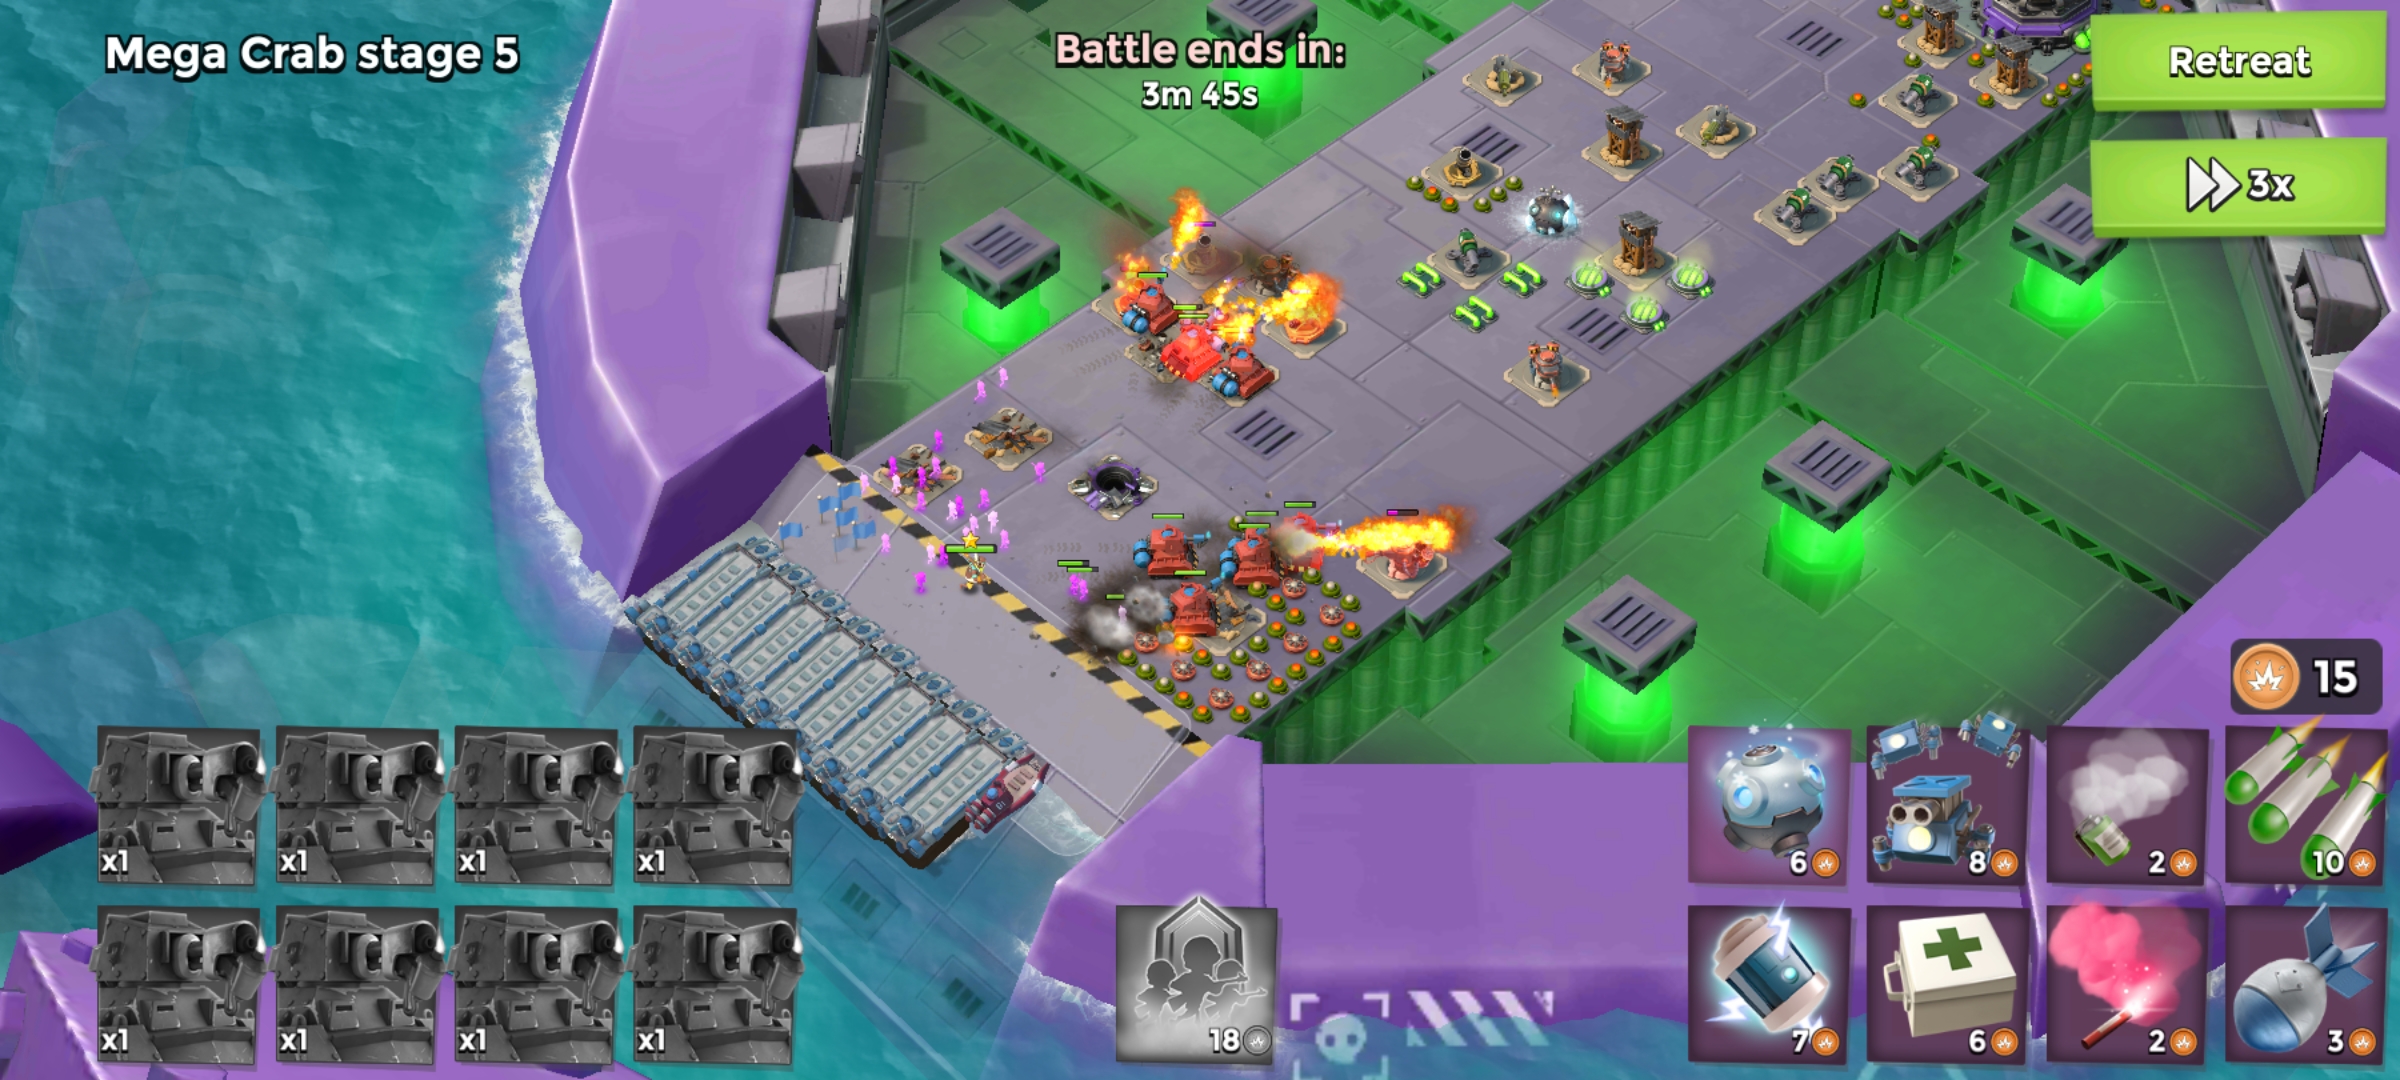 Mega Crab stage 5
Battle ends in:
3m 45s
Retreat
3x
15
x1
x1
x1
x1
6
8
2
10
x1
x1
x1
x1
18
7
6
2
3